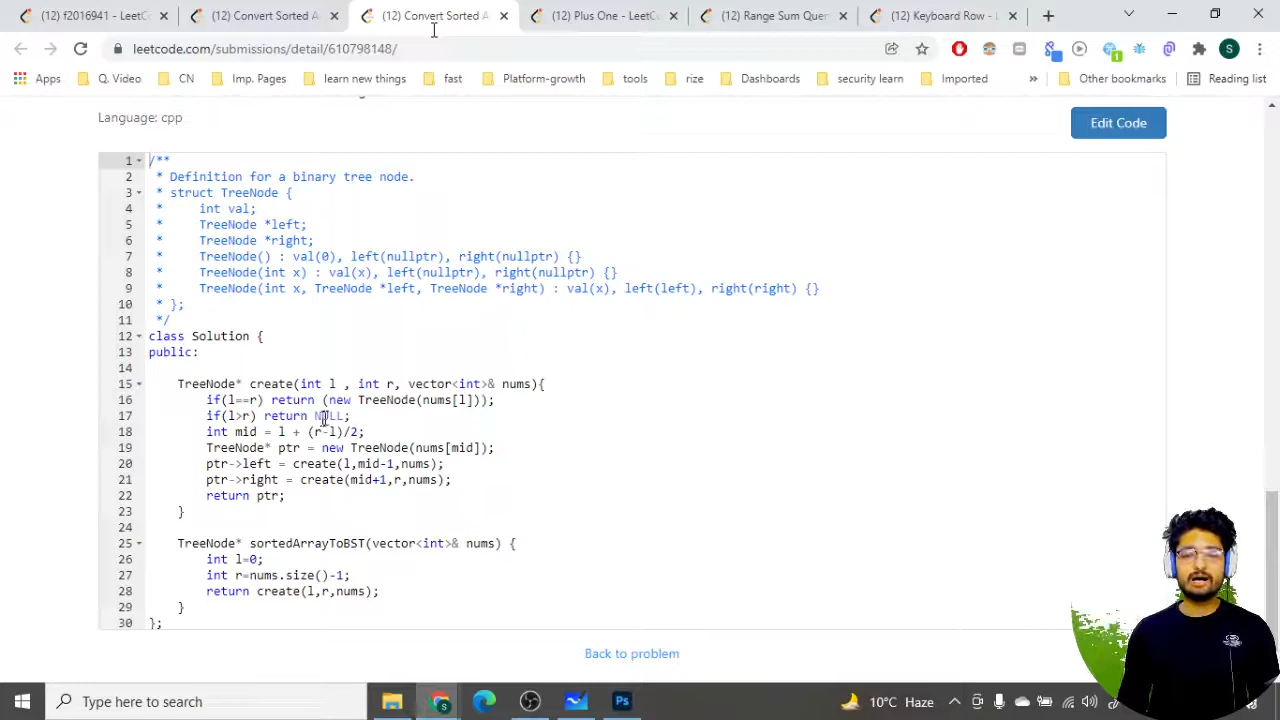 (12) f2016941 - LeetC
(12) Convert Sorted A
(12) Convert Sorted A
(12) Plus One - LeetCo
(12) Range Sum Quer
(12) Keyboard Row - L
leetcode.com/submissions/detail/610798148/
1
S
Apps
Q. Video
CN
Imp. Pages
learn new things
fast
Platform-growth
tools
rize
Dashboards
security learn
Imported
»
Other bookmarks
Reading list
Language: cpp
Edit Code
1 /**
2 * Definition for a binary tree node.
3 * struct TreeNode {
4 *     int val;
5 *     TreeNode *left;
6 *     TreeNode *right;
7 *     TreeNode() : val(0), left(nullptr), right(nullptr) {}
8 *     TreeNode(int x) : val(x), left(nullptr), right(nullptr) {}
9 *     TreeNode(int x, TreeNode *left, TreeNode *right) : val(x), left(left), right(right) {}
10 * };
11 */
12 class Solution {
13 public:
14
15     TreeNode* create(int l , int r, vector<int>& nums){
16         if(l==r) return (new TreeNode(nums[l]));
17         if(l>r) return NULL;
18         int mid = l + (r-l)/2;
19         TreeNode* ptr = new TreeNode(nums[mid]);
20         ptr->left = create(l,mid-1,nums);
21         ptr->right = create(mid+1,r,nums);
22         return ptr;
23     }
24
25     TreeNode* sortedArrayToBST(vector<int>& nums) {
26         int l=0;
27         int r=nums.size()-1;
28         return create(l,r,nums);
29     }
30 };
Back to problem
Type here to search
Ps
10°C Haze